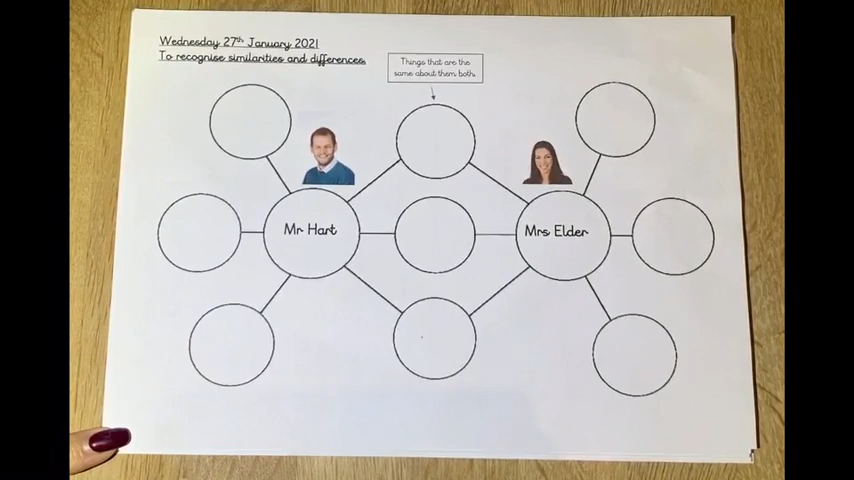 Wednesday 27th January 2021
To recognise similarities and differences.
Things that are the
same about them both.
Mr Hart
Mrs Elder